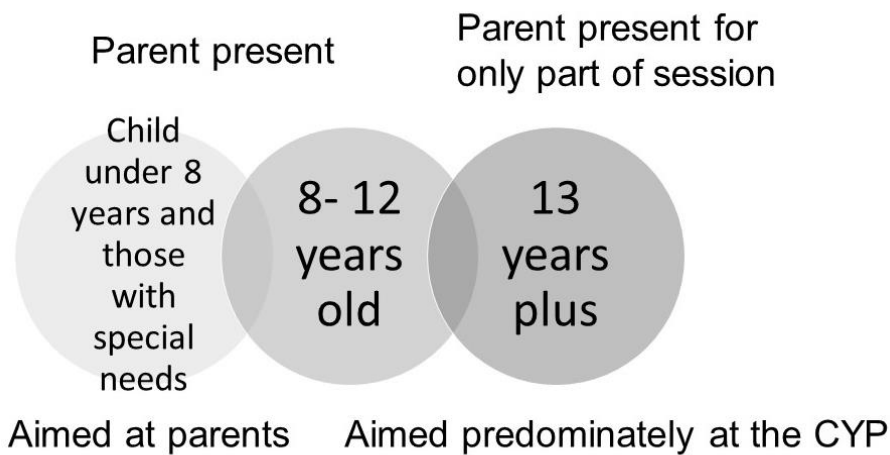 Parent present
Parent present for
only part of session
Child
under 8
years and
those
with
special
needs
8- 12
years
old
13
years
plus
Aimed at parents
Aimed predominately at the CYP